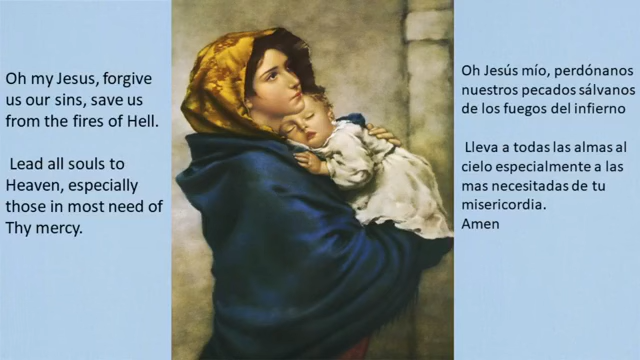 Oh my Jesus, forgive
us our sins, save us
from the fires of Hell.
Lead all souls to
Heaven, especially
those in most need of
Thy mercy.
Oh Jesús mío, perdónanos
nuestros pecados sálvanos
de los fuegos del infierno
Lleva a todas las almas al
cielo especialmente a las
mas necesitadas de tu
misericordia.
Amen